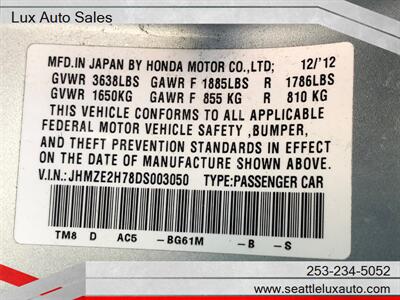 Lux Auto Sales
MFD.IN JAPAN BY HONDA MOTOR CO.,LTD; 12/'12
GVWR 3638LBS GAWR F 1885LBS R 1786LBS
GVWR 1650KG GAWR F 855 KG R 810 KG
THIS VEHICLE CONFORMS TO ALL APPLICABLE
FEDERAL MOTOR VEHICLE SAFETY ,BUMPER,
AND THEFT PREVENTION STANDARDS IN EFFECT
ON THE DATE OF MANUFACTURE SHOWN ABOVE.
V.I.N.: JHMZE2H78DS003050 TYPE:PASSENGER CAR
TM8 D AC5 –BG61M –B –S
253-234-5052
www.seattleluxauto.com